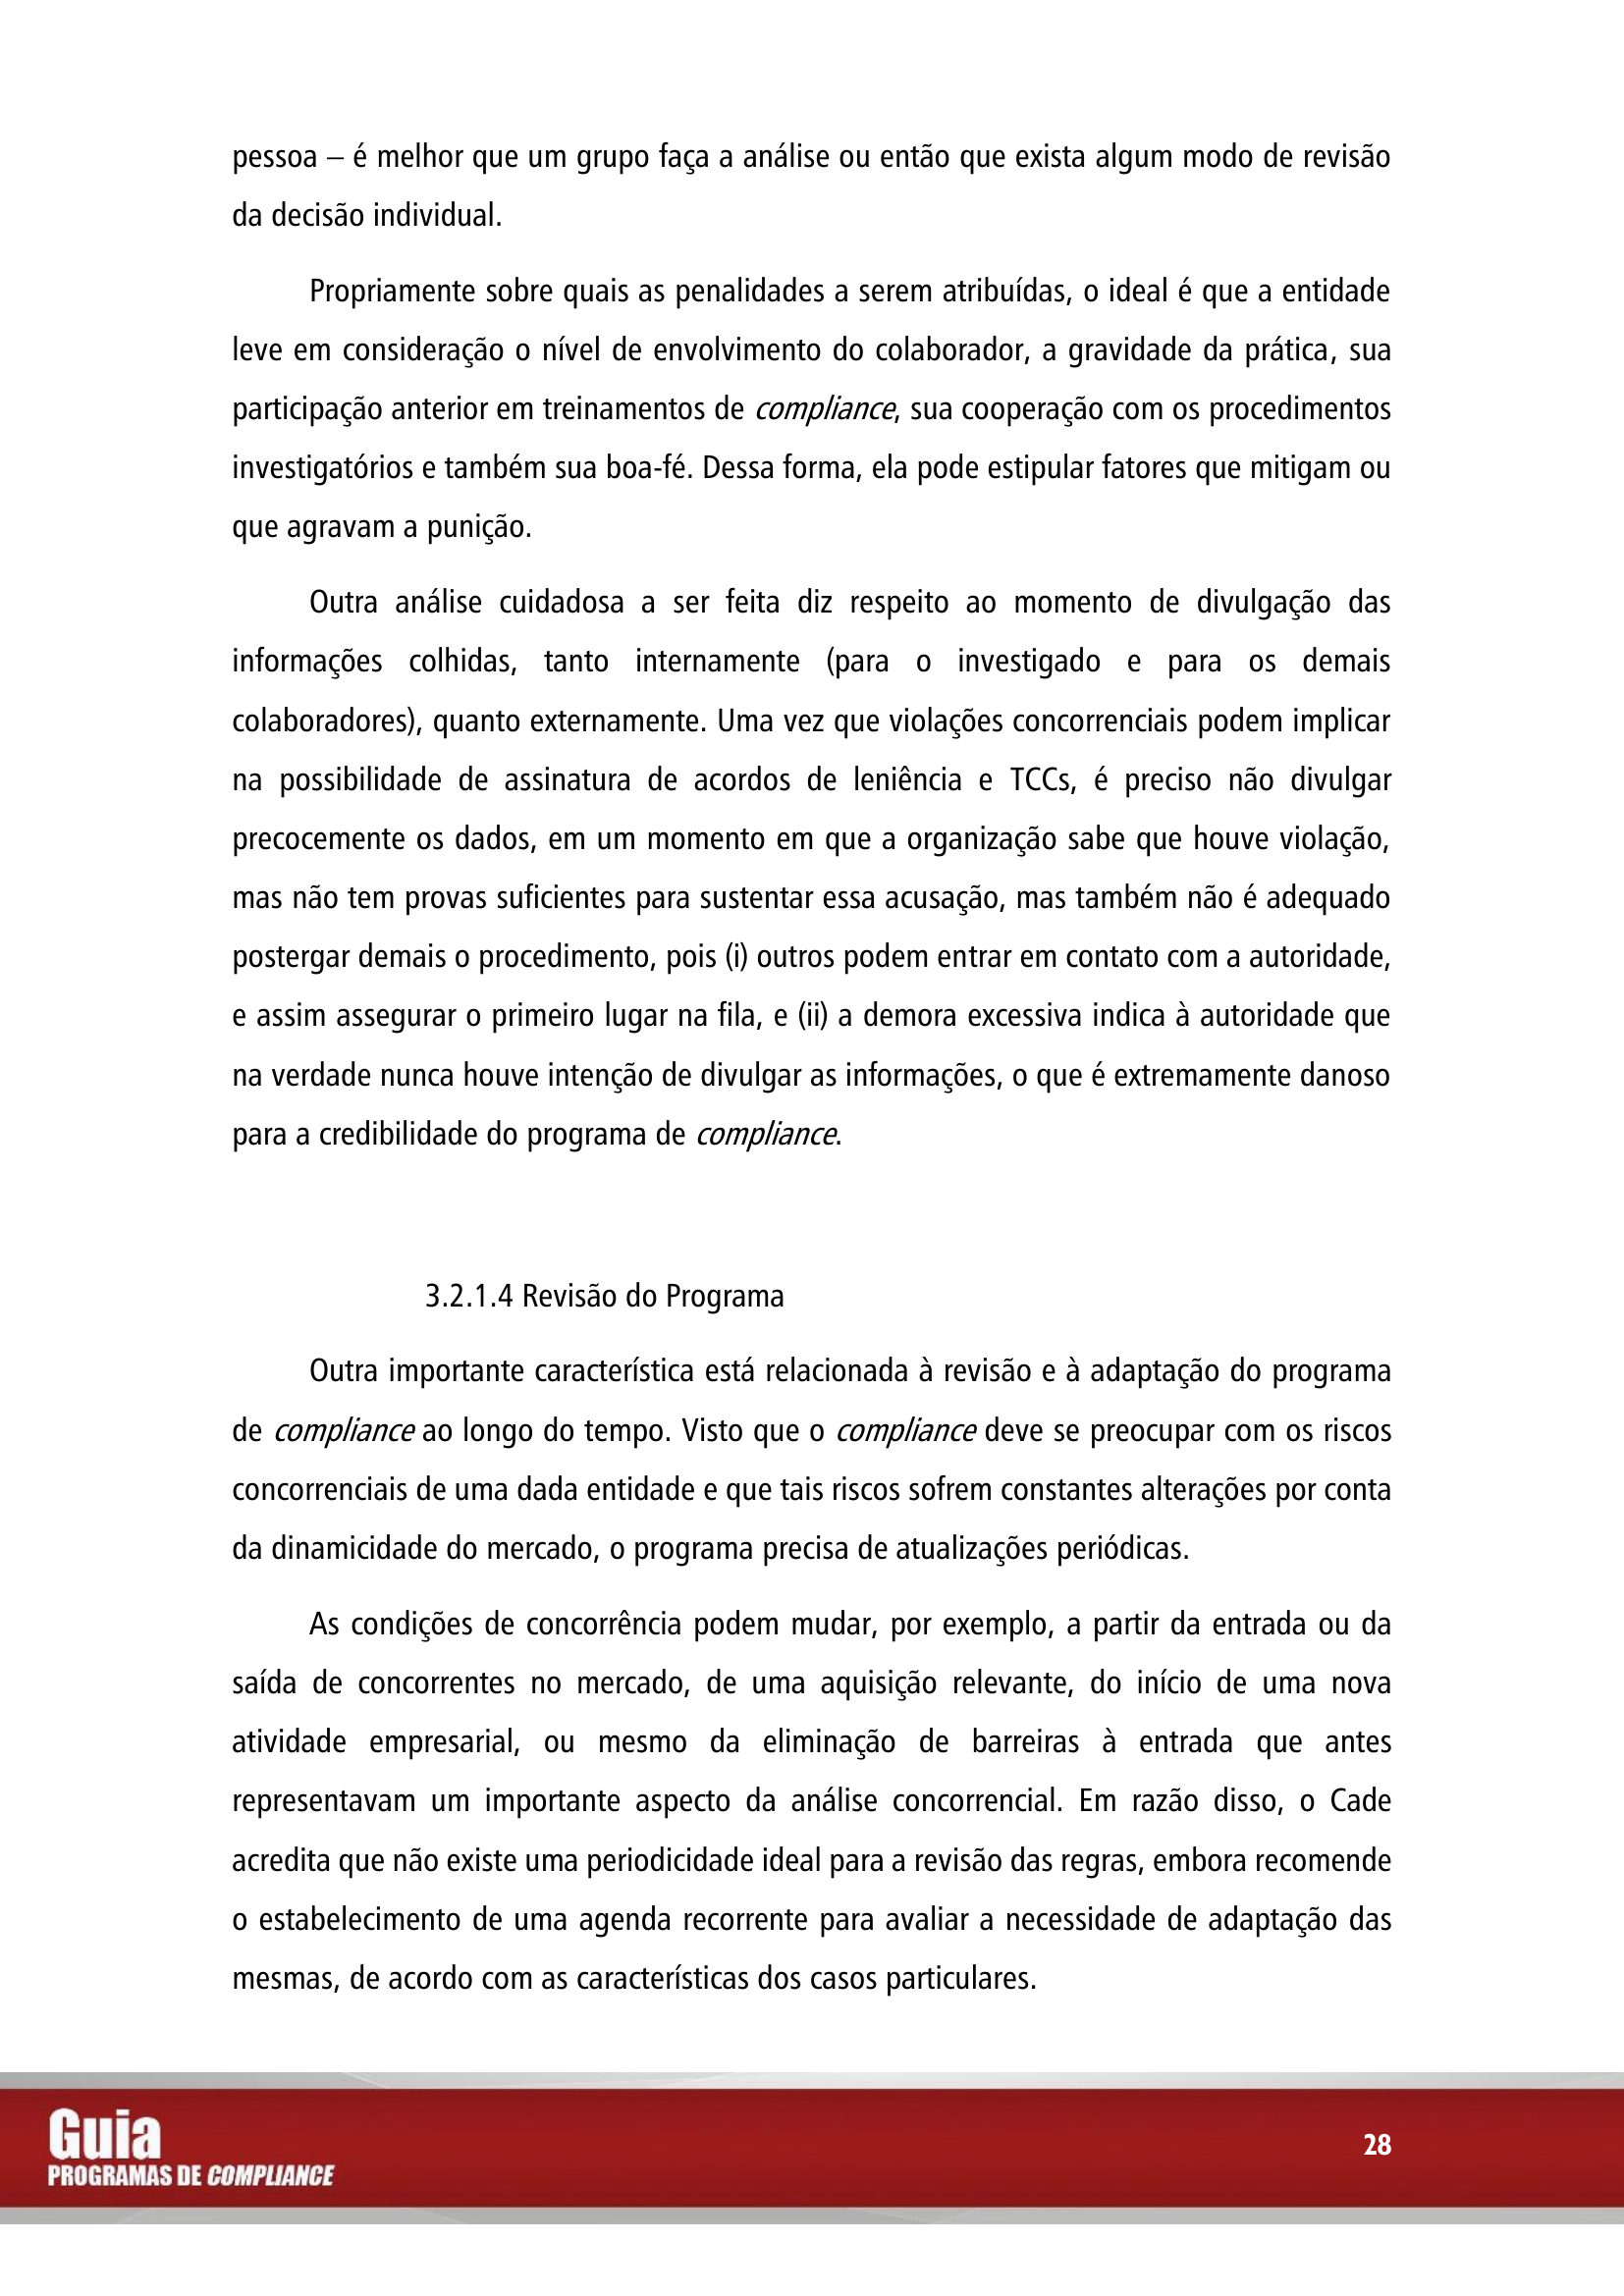 pessoa – é melhor que um grupo faça a análise ou então que exista algum modo de revisão
da decisão individual.
Propriamente sobre quais as penalidades a serem atribuídas, o ideal é que a entidade
leve em consideração o nível de envolvimento do colaborador, a gravidade da prática, sua
participação anterior em treinamentos de compliance, sua cooperação com os procedimentos
investigatórios e também sua boa-fé. Dessa forma, ela pode estipular fatores que mitigam ou
que agravam a punição.
Outra análise cuidadosa a ser feita diz respeito ao momento de divulgação das
informações colhidas, tanto internamente (para o investigado e para os demais
colaboradores), quanto externamente. Uma vez que violações concorrenciais podem implicar
na possibilidade de assinatura de acordos de leniência e TCCs, é preciso não divulgar
precocemente os dados, em um momento em que a organização sabe que houve violação,
mas não tem provas suficientes para sustentar essa acusação, mas também não é adequado
postergar demais o procedimento, pois (i) outros podem entrar em contato com a autoridade,
e assim assegurar o primeiro lugar na fila, e (ii) a demora excessiva indica à autoridade que
na verdade nunca houve intenção de divulgar as informações, o que é extremamente danoso
para a credibilidade do programa de compliance.
3.2.1.4 Revisão do Programa
Outra importante característica está relacionada à revisão e à adaptação do programa
de compliance ao longo do tempo. Visto que o compliance deve se preocupar com os riscos
concorrenciais de uma dada entidade e que tais riscos sofrem constantes alterações por conta
da dinamicidade do mercado, o programa precisa de atualizações periódicas.
As condições de concorrência podem mudar, por exemplo, a partir da entrada ou da
saída de concorrentes no mercado, de uma aquisição relevante, do início de uma nova
atividade empresarial, ou mesmo da eliminação de barreiras à entrada que antes
representavam um importante aspecto da análise concorrencial. Em razão disso, o Cade
acredita que não existe uma periodicidade ideal para a revisão das regras, embora recomende
o estabelecimento de uma agenda recorrente para avaliar a necessidade de adaptação das
mesmas, de acordo com as características dos casos particulares.
Guia
PROGRAMAS DE COMPLIANCE
28